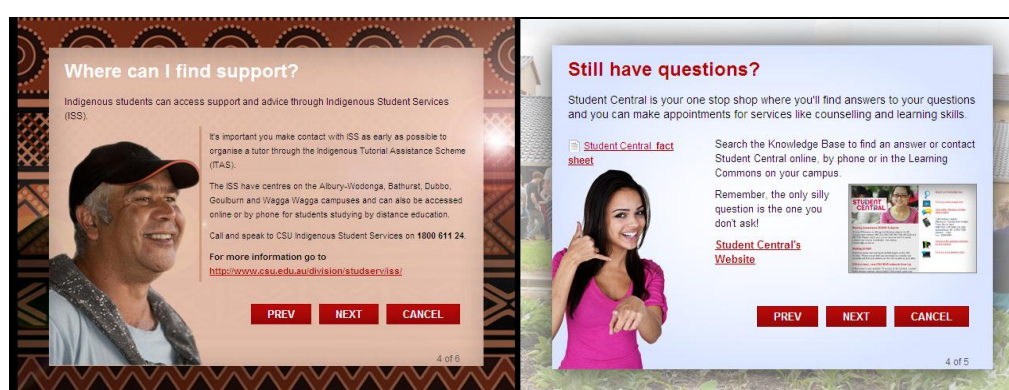 Where can I find support?
Indigenous students can access support and advice through Indigenous Student Services
(ISS).
It's important you make contact with ISS as early as possible to
organise a tutor through the Indigenous Tutorial Assistance Scheme
(ITAS).
The ISS have centres on the Albury-Wodonga, Bathurst, Dubbo,
Goulburn and Wagga Wagga campuses and can also be accessed
online or by phone for students studying by distance education.
Call and speak to CSU Indigenous Student Services on 1800 611 24.
For more information go to
http://www.csu.edu.au/division/studserv/iss/
PREV NEXT CANCEL
4 of 6
Still have questions?
Student Central is your one stop shop where you'll find answers to your questions
and you can make appointments for services like counselling and learning skills.
Student Central fact
sheet
Search the Knowledge Base to find an answer or contact
Student Central online, by phone or in the Learning
Commons on your campus.
Remember, the only silly
question is the one you
don't ask!
Student Central's
Website
STUDENT
CENTRAL
PREV NEXT CANCEL
4 of 5